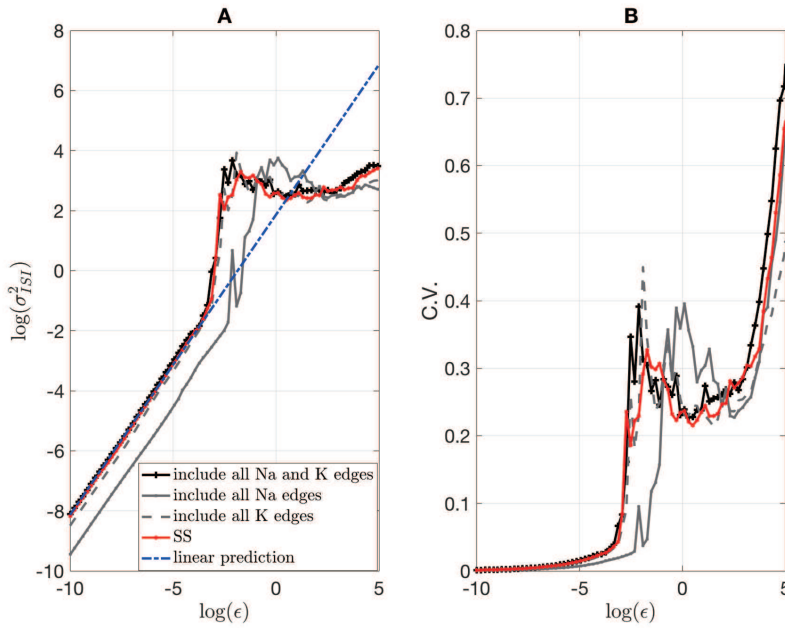 A
B
8
6
4
2
0
-2
-4
-6
-8
-10
log(σ²_ISI)
-10
-5
0
5
log(ϵ)
include all Na and K edges
include all Na edges
include all K edges
SS
linear prediction
0.8
0.7
0.6
0.5
0.4
0.3
0.2
0.1
0
C.V.
-10
-5
0
5
log(ϵ)